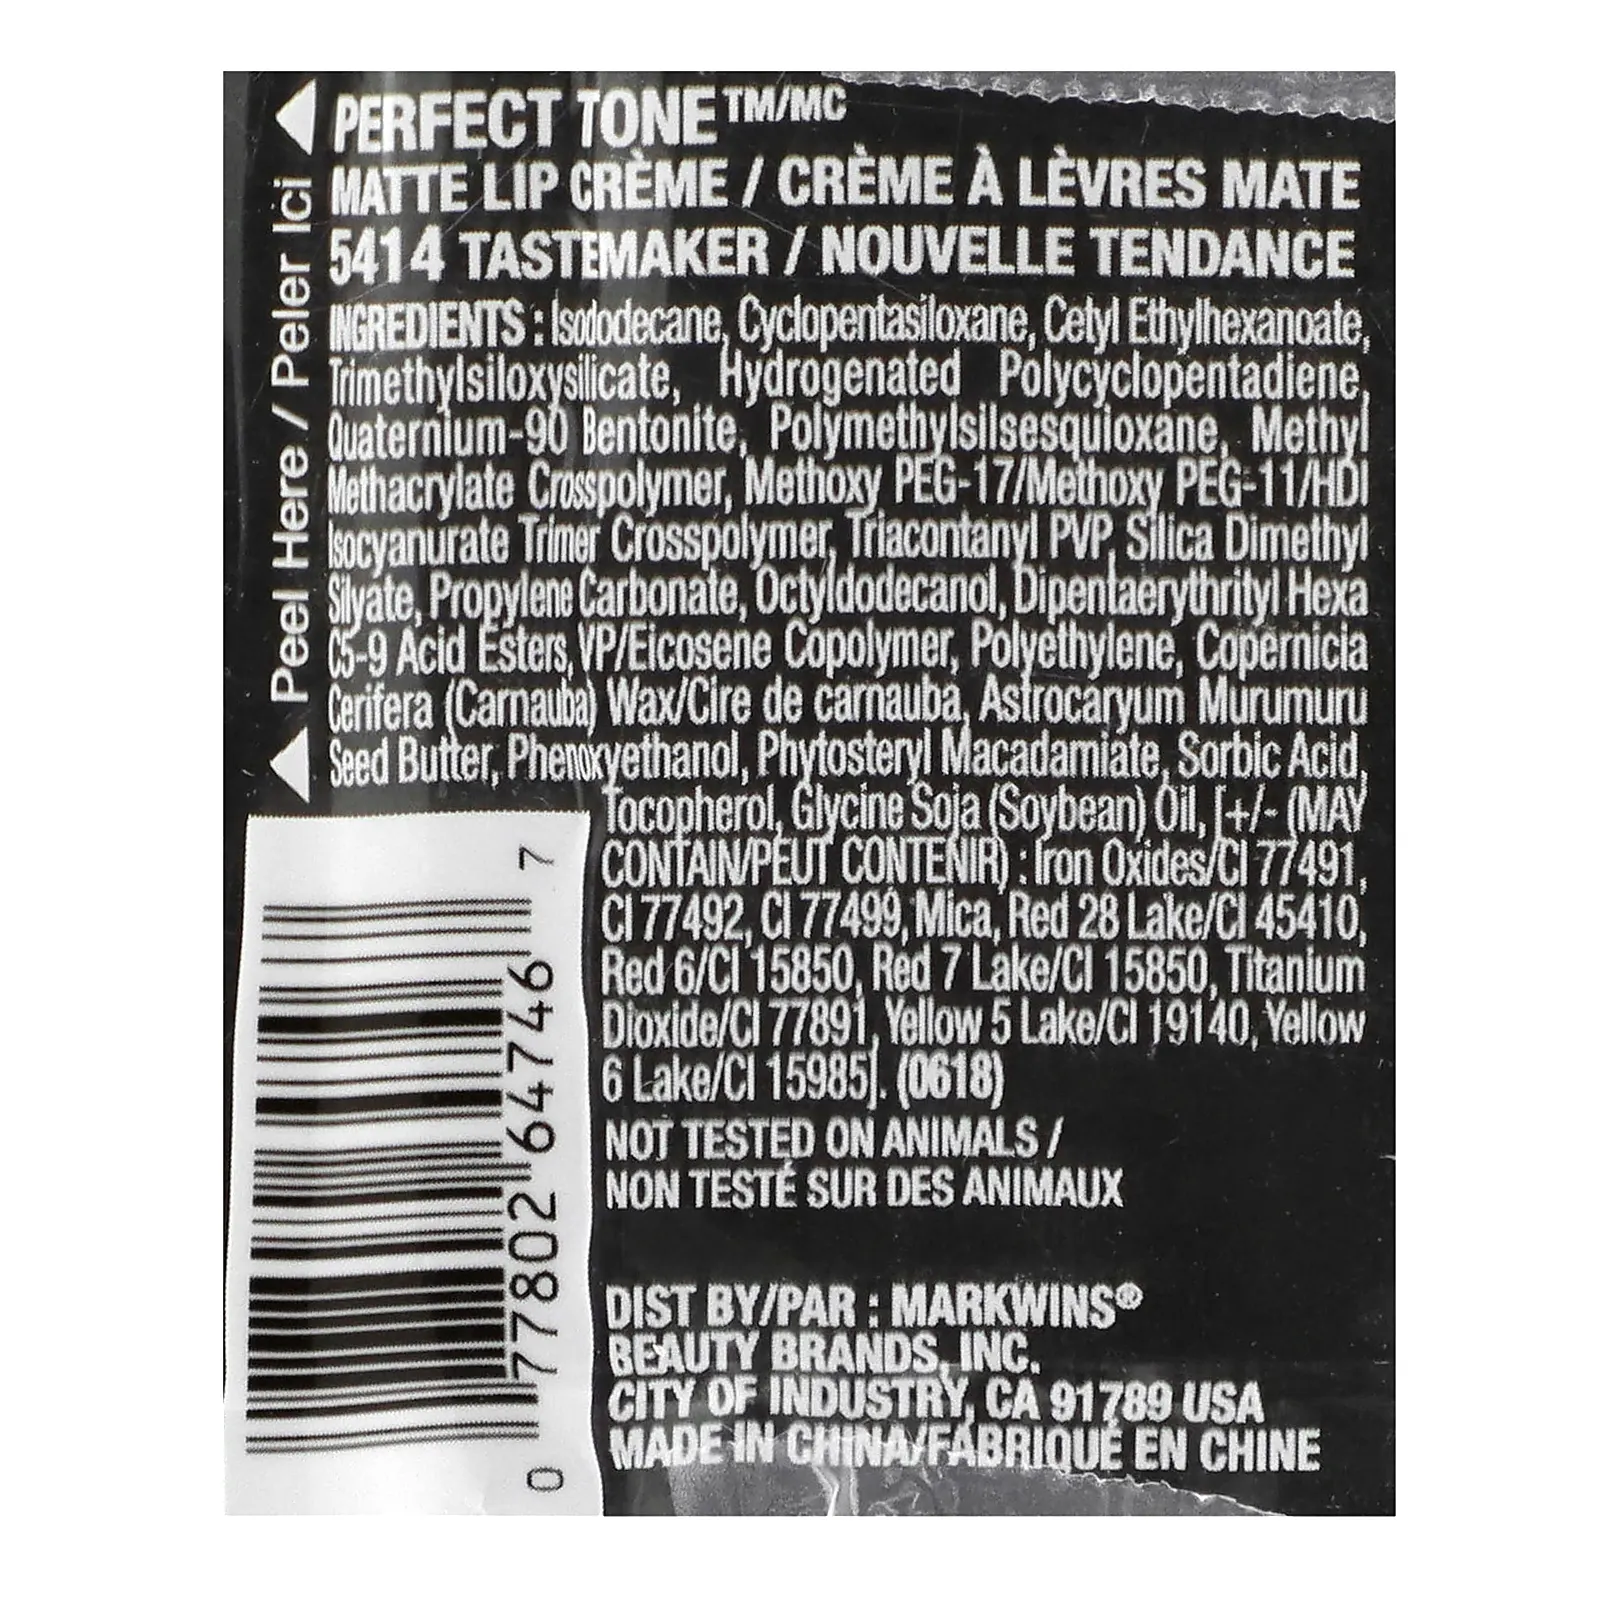 PERFECT TONE™/MC
MATTE LIP CRÈME / CRÈME À LÈVRES MATE
5414 TASTEMAKER / NOUVELLE TENDANCE
INGREDIENTS : Isododecane, Cyclopentasiloxane, Cetyl Ethylhexanoate,
Trimethylsiloxysilicate, Hydrogenated Polycyclopentadiene,
Quaternium-90 Bentonite, Polymethylsilsesquioxane, Methyl
Methacrylate Crosspolymer, Methoxy PEG-17/Methoxy PEG-11/HDI
Isocyanurate Trimer Crosspolymer, Triacontanyl PVP, Silica Dimethyl
Silyate, Propylene Carbonate, Octyldodecanol, Dipentaerythrityl Hexa
C5-9 Acid Esters, VP/Eicosene Copolymer, Polyethylene, Copernicia
Cerifera (Carnauba) Wax/Cire de carnauba, Astrocaryum Murumuru
Seed Butter, Phenoxyethanol, Phytosteryl Macadamiate, Sorbic Acid,
Tocopherol, Glycine Soja (Soybean) Oil, [+/- (MAY
CONTAIN/PEUT CONTENIR) : Iron Oxides/CI 77491,
CI 77492, CI 77499, Mica, Red 28 Lake/CI 45410,
Red 6/CI 15850, Red 7 Lake/CI 15850, Titanium
Dioxide/CI 77891, Yellow 5 Lake/CI 19140, Yellow
6 Lake/CI 15985]. (0618)
NOT TESTED ON ANIMALS /
NON TESTÉ SUR DES ANIMAUX
DIST BY/PAR : MARKWINS®
BEAUTY BRANDS, INC.
CITY OF INDUSTRY, CA 91789 USA
MADE IN CHINA/FABRIQUÉ EN CHINE
Peel Here / Peler Ici
0 77802 64746 7